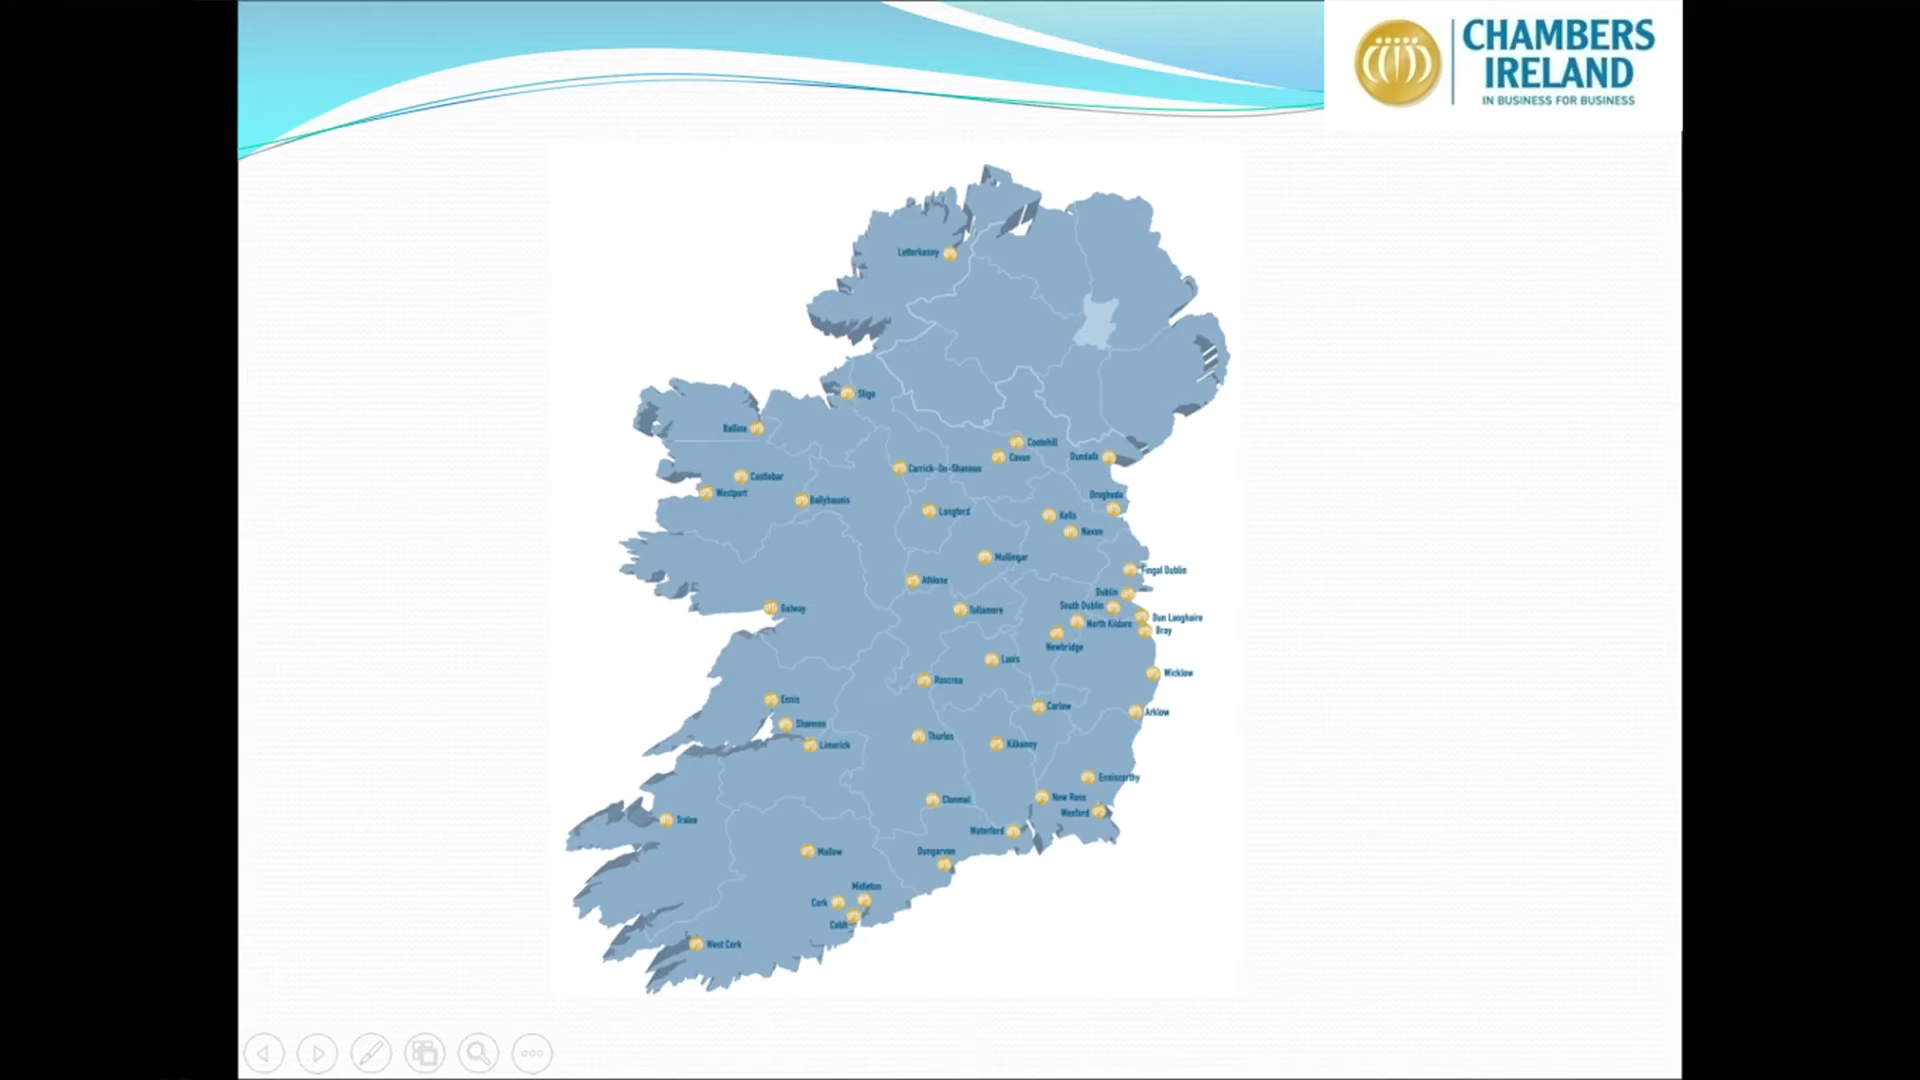 CHAMBERS
IRELAND
IN BUSINESS FOR BUSINESS
Letterkenny
Sligo
Ballina
Cootehill
Cavan
Dundalk
Carrick-On-Shannon
Castlebar
Westport
Ballyhaunis
Drogheda
Longford
Kells
Navan
Mullingar
Fingal Dublin
Athlone
Dublin
South Dublin
Galway
Tullamore
Dun Laoghaire
North Kildare
Bray
Newbridge
Laois
Wicklow
Roscrea
Ennis
Carlow
Arklow
Shannon
Thurles
Limerick
Kilkenny
Enniscorthy
New Ross
Clonmel
Wexford
Tralee
Waterford
Mallow
Dungarvan
Midleton
Cork
Cobh
West Cork